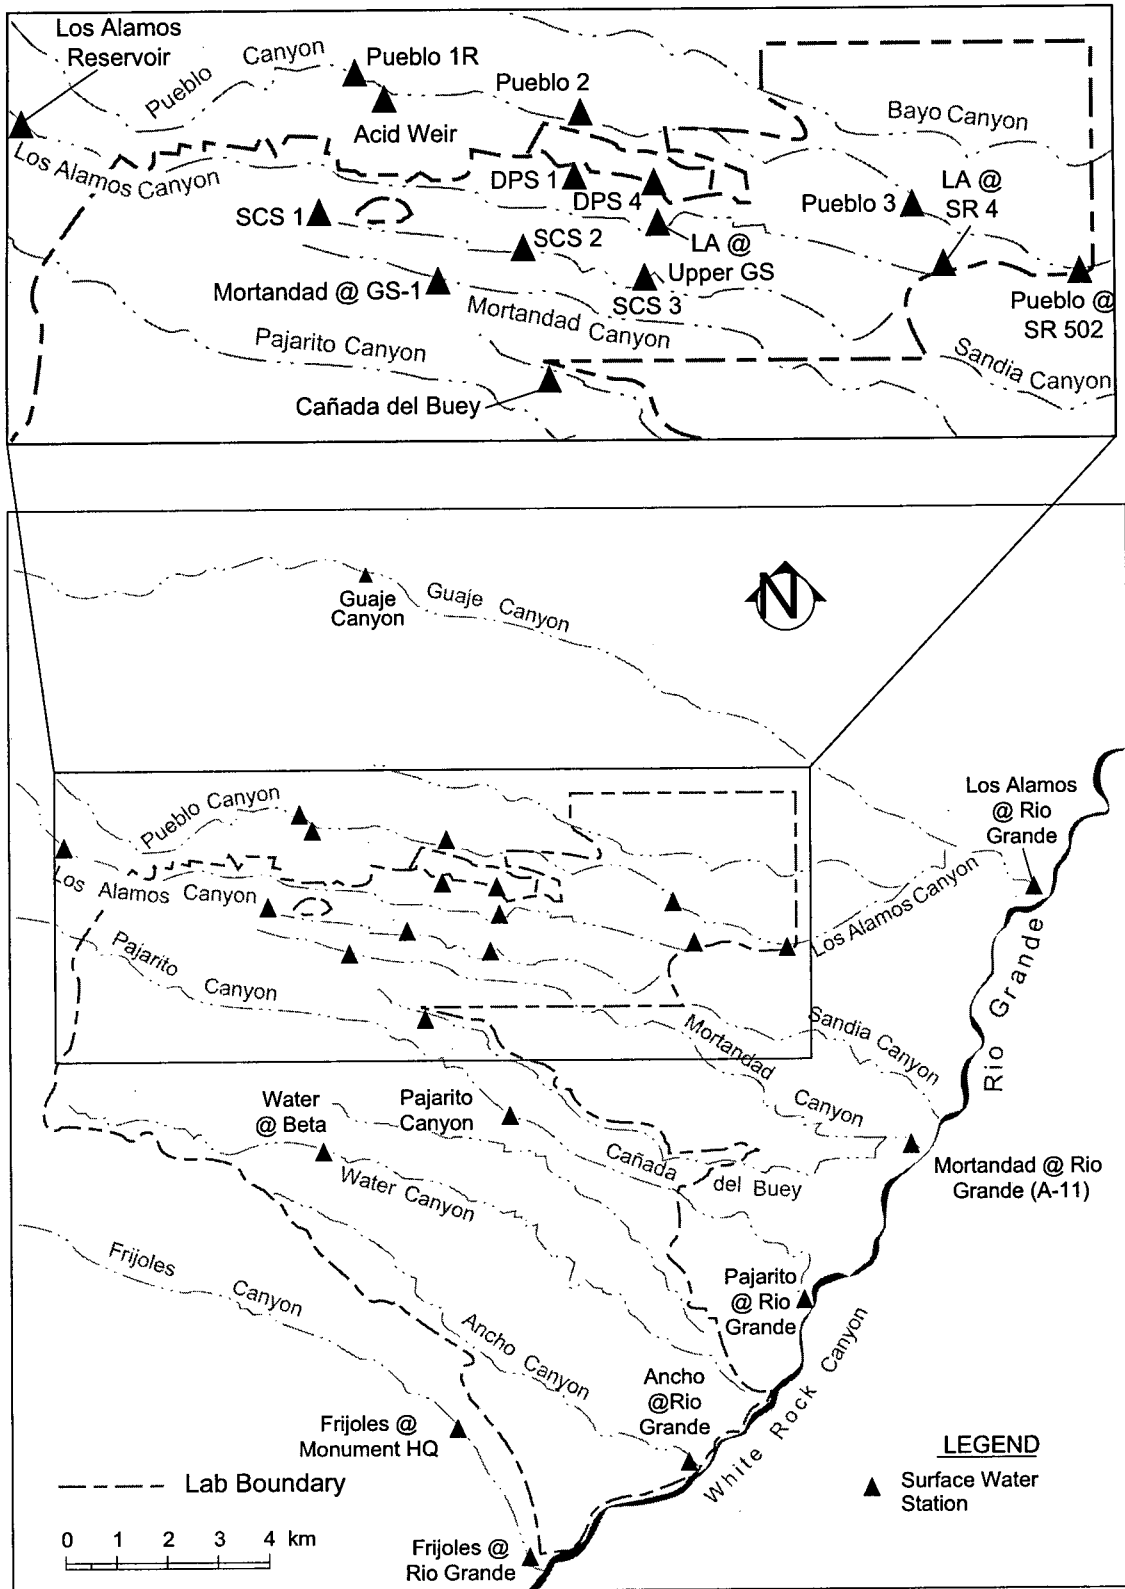 Los Alamos
Reservoir
Pueblo Canyon
Pueblo 1R
Pueblo 2
Acid Weir
Bayo Canyon
Los Alamos Canyon
DPS 1
DPS 4
LA @
SR 4
Pueblo 3
SCS 1
SCS 2
LA @
Upper GS
Mortandad @ GS-1
SCS 3
Pueblo @
SR 502
Mortandad Canyon
Pajarito Canyon
Sandia Canyon
Cañada del Buey
N
Guaje
Canyon
Guaje Canyon
Los Alamos
@ Rio
Grande
Pueblo Canyon
Los Alamos Canyon
Los Alamos Canyon
Pajarito Canyon
Rio Grande
Sandia Canyon
Mortandad Canyon
Water
@ Beta
Pajarito
Canyon
Cañada del Buey
Mortandad @ Rio
Grande (A-11)
Water Canyon
Frijoles Canyon
Pajarito
@ Rio
Grande
Ancho Canyon
White Rock Canyon
Ancho
@Rio
Grande
Frijoles @
Monument HQ
LEGEND
Surface Water
Station
Lab Boundary
0 1 2 4 km
Frijoles @
Rio Grande